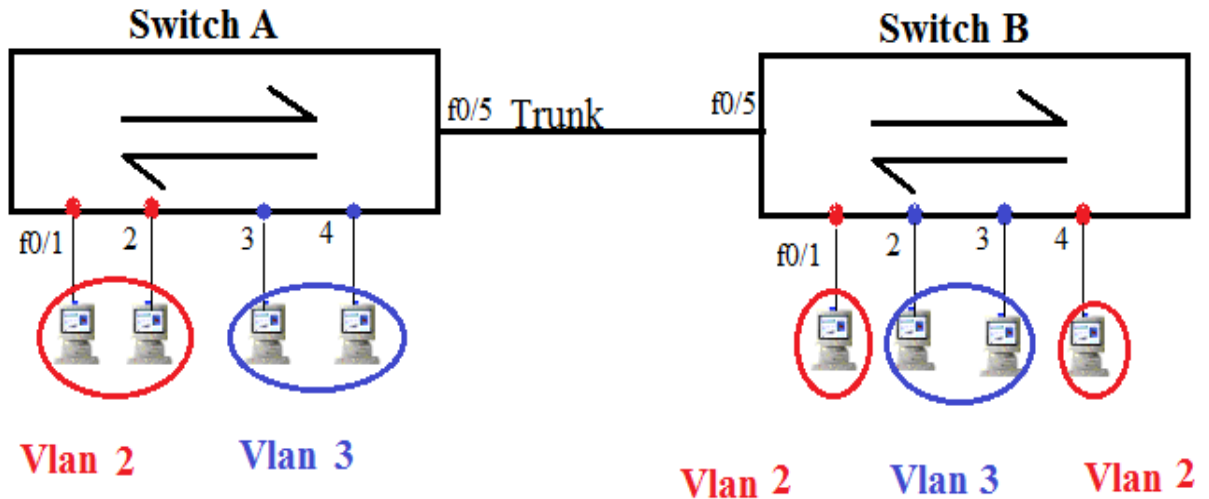 Switch A
Switch B
f0/5 Trunk f0/5
f0/1 2 3 4
f0/1 2 3 4
Vlan 2 Vlan 3
Vlan 2 Vlan 3 Vlan 2